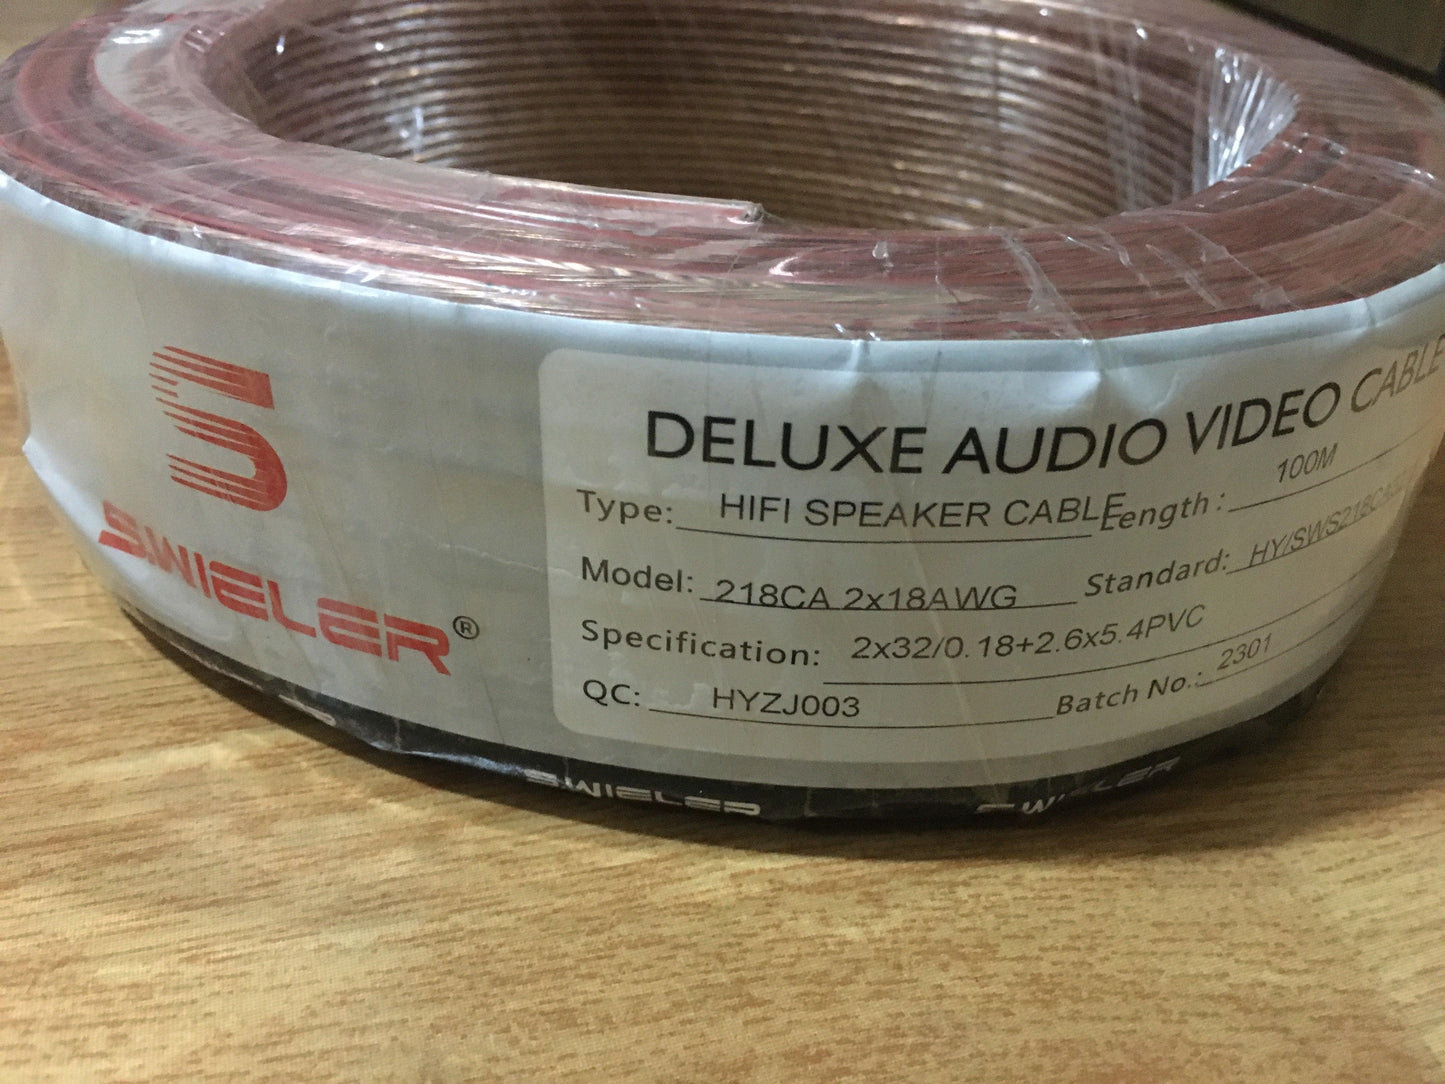 S
SWIELER®
DELUXE AUDIO VIDEO CABLE
Type: HIFI SPEAKER CABLE Length: 100M
Model: 218CA 2x18AWG Standard:
Specification: 2x32/0.18+2.6x5.4PVC
QC: HYZJ003 Batch No.: 2301
SWIELER SWIELER